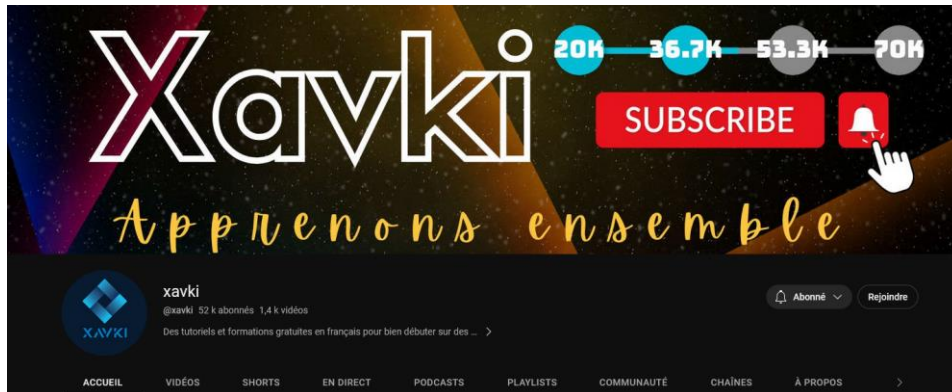 Xavki
20K 36.7K 53.3K 70K
SUBSCRIBE
Apprenons ensemble
XAVKI
xavki
@xavki 52 k abonnés 1,4 k vidéos
Des tutoriels et formations gratuites en français pour bien débuter sur des ...
Abonné
Rejoindre
ACCUEIL VIDÉOS SHORTS EN DIRECT PODCASTS PLAYLISTS COMMUNAUTÉ CHAÎNES À PROPOS